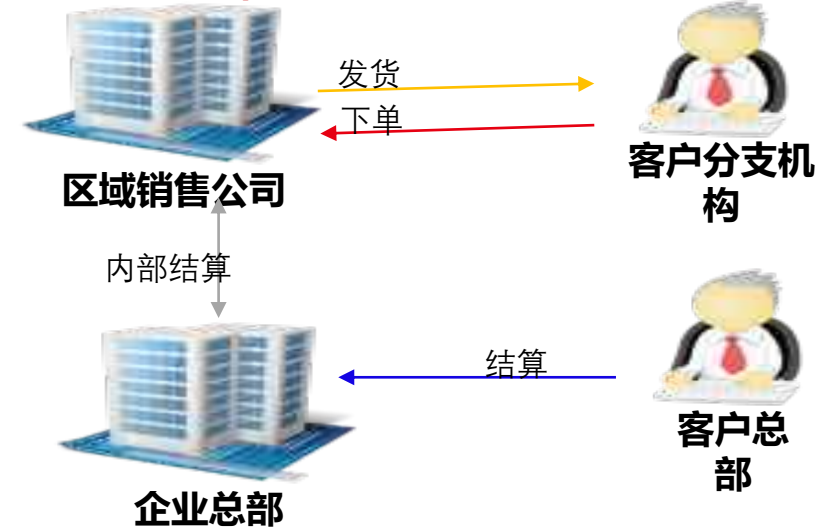 发货
下单
区域销售公司
客户分支机
构
内部结算
结算
客户总
部
企业总部